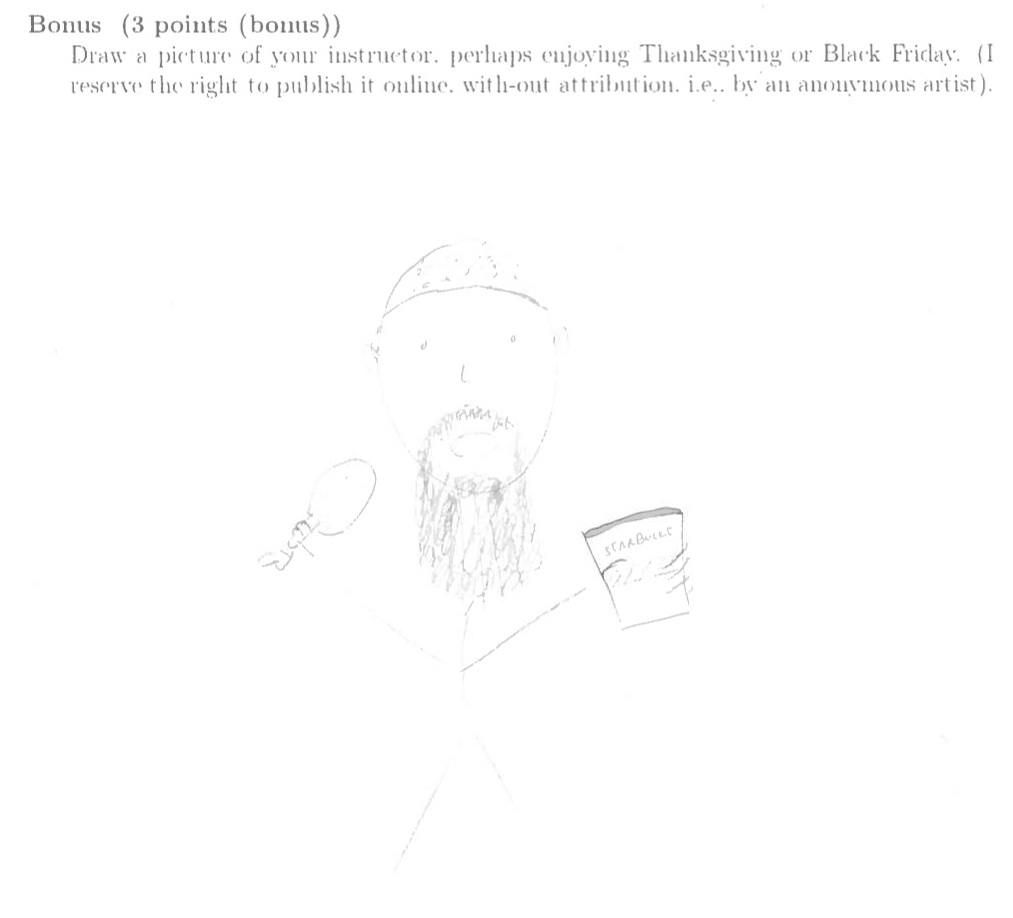 Bonus (3 points (bonus))
Draw a picture of your instructor, perhaps enjoying Thanksgiving or Black Friday. (I
reserve the right to publish it online, with-out attribution, i.e., by an anonymous artist).
STARBUCKS